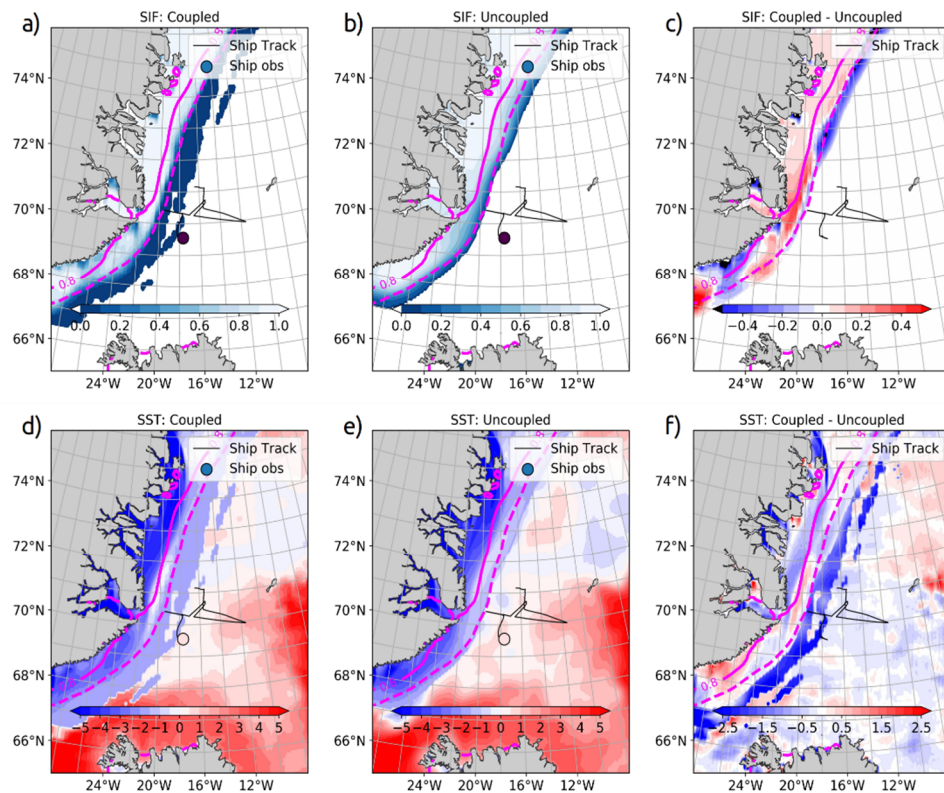 a)
SIF: Coupled
Ship Track
Ship obs
74°N
72°N
70°N
68°N
66°N
0.8
0.0 0.2 0.4 0.6 0.8 1.0
24°W 20°W 16°W 12°W
b)
SIF: Uncoupled
Ship Track
Ship obs
74°N
72°N
70°N
68°N
66°N
0.8
0.0 0.2 0.4 0.6 0.8 1.0
24°W 20°W 16°W 12°W
c)
SIF: Coupled - Uncoupled
Ship Track
74°N
72°N
70°N
68°N
66°N
0.8
−0.4 −0.2 0.0 0.2 0.4
24°W 20°W 16°W 12°W
d)
SST: Coupled
Ship Track
Ship obs
74°N
72°N
70°N
68°N
66°N
−5−4−3−2−1 1 2 3 4 5
24°W 20°W 16°W 12°W
e)
SST: Uncoupled
Ship Track
Ship obs
74°N
72°N
70°N
68°N
66°N
−5−4−3−2−1 1 2 3 4 5
24°W 20°W 16°W 12°W
f)
SST: Coupled - Uncoupled
Ship Track
74°N
72°N
70°N
68°N
66°N
0.8
−2.5 −1.5 −0.5 0.5 1.5 2.5
24°W 20°W 16°W 12°W